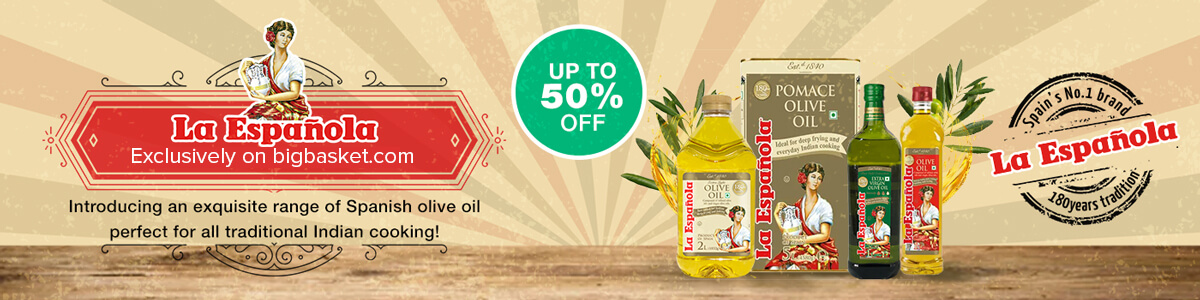 La Española
Exclusively on bigbasket.com
Introducing an exquisite range of Spanish olive oil
perfect for all traditional Indian cooking!
UP TO
50%
OFF
OLIVE
OIL
La Española
2L
Estd. 1840
POMACE
OLIVE
OIL
Ideal for deep frying and
everyday Indian cooking
La Española
5L
EXTRA
VIRGIN
OLIVE OIL
La Española
OLIVE
OIL
La Española
Spain's No.1 brand
La Española
180years tradition